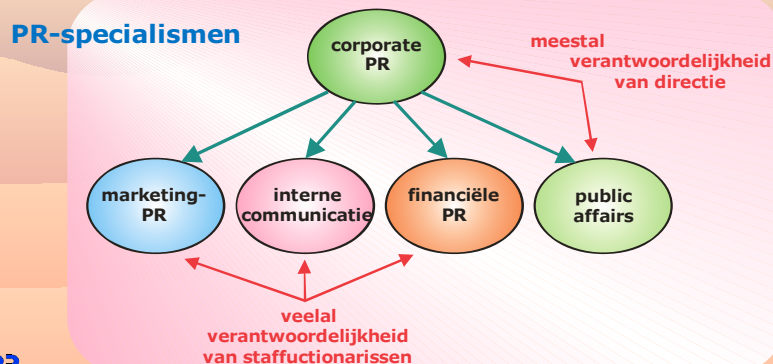 PR-specialismen
corporate
PR
meestal
verantwoordelijkheid
van directie
marketing-
PR
interne
communicatie
financiële
PR
public
affairs
veelal
verantwoordelijkheid
van staffuctionarissen